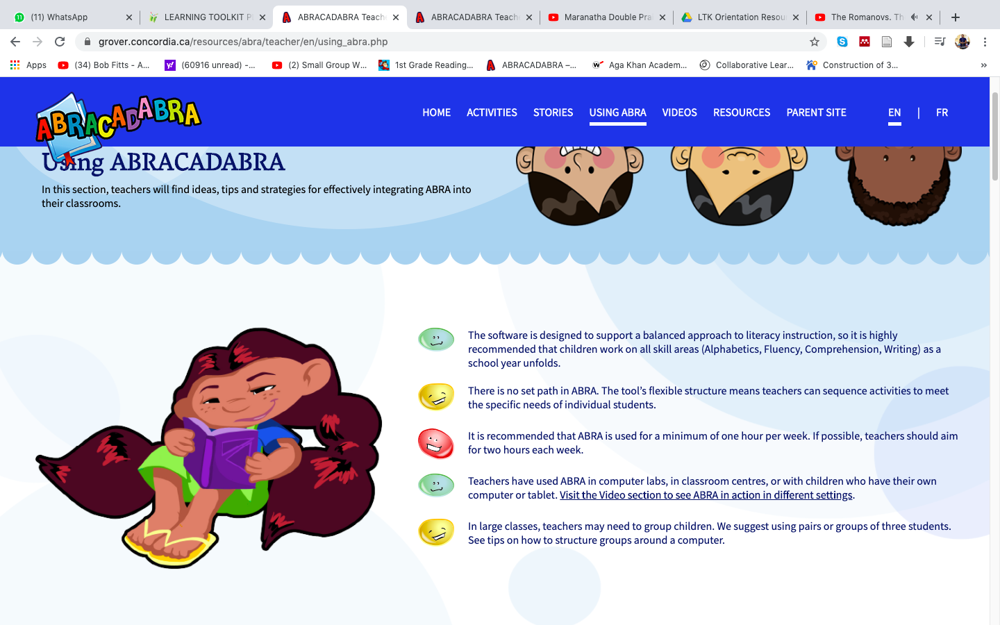 (11) WhatsApp
LEARNING TOOLKIT P
ABRACADABRA Teach
ABRACADABRA Teach
Maranatha Double Pra
LTK Orientation Resou
The Romanovs. Th
grover.concordia.ca/resources/abra/teacher/en/using_abra.php
Apps
(34) Bob Fitts - A...
(60916 unread) -...
(2) Small Group W...
1st Grade Reading...
ABRACADABRA –...
Aga Khan Academ...
Collaborative Lear...
Construction of 3...
»
ABRACADABRA
HOME ACTIVITIES STORIES USING ABRA VIDEOS RESOURCES PARENT SITE EN | FR
Using ABRACADABRA
In this section, teachers will find ideas, tips and strategies for effectively integrating ABRA into
their classrooms.
The software is designed to support a balanced approach to literacy instruction, so it is highly
recommended that children work on all skill areas (Alphabetics, Fluency, Comprehension, Writing) as a
school year unfolds.
There is no set path in ABRA. The tool’s flexible structure means teachers can sequence activities to meet
the specific needs of individual students.
It is recommended that ABRA is used for a minimum of one hour per week. If possible, teachers should aim
for two hours each week.
Teachers have used ABRA in computer labs, in classroom centres, or with children who have their own
computer or tablet. Visit the Video section to see ABRA in action in different settings.
In large classes, teachers may need to group children. We suggest using pairs or groups of three students.
See tips on how to structure groups around a computer.